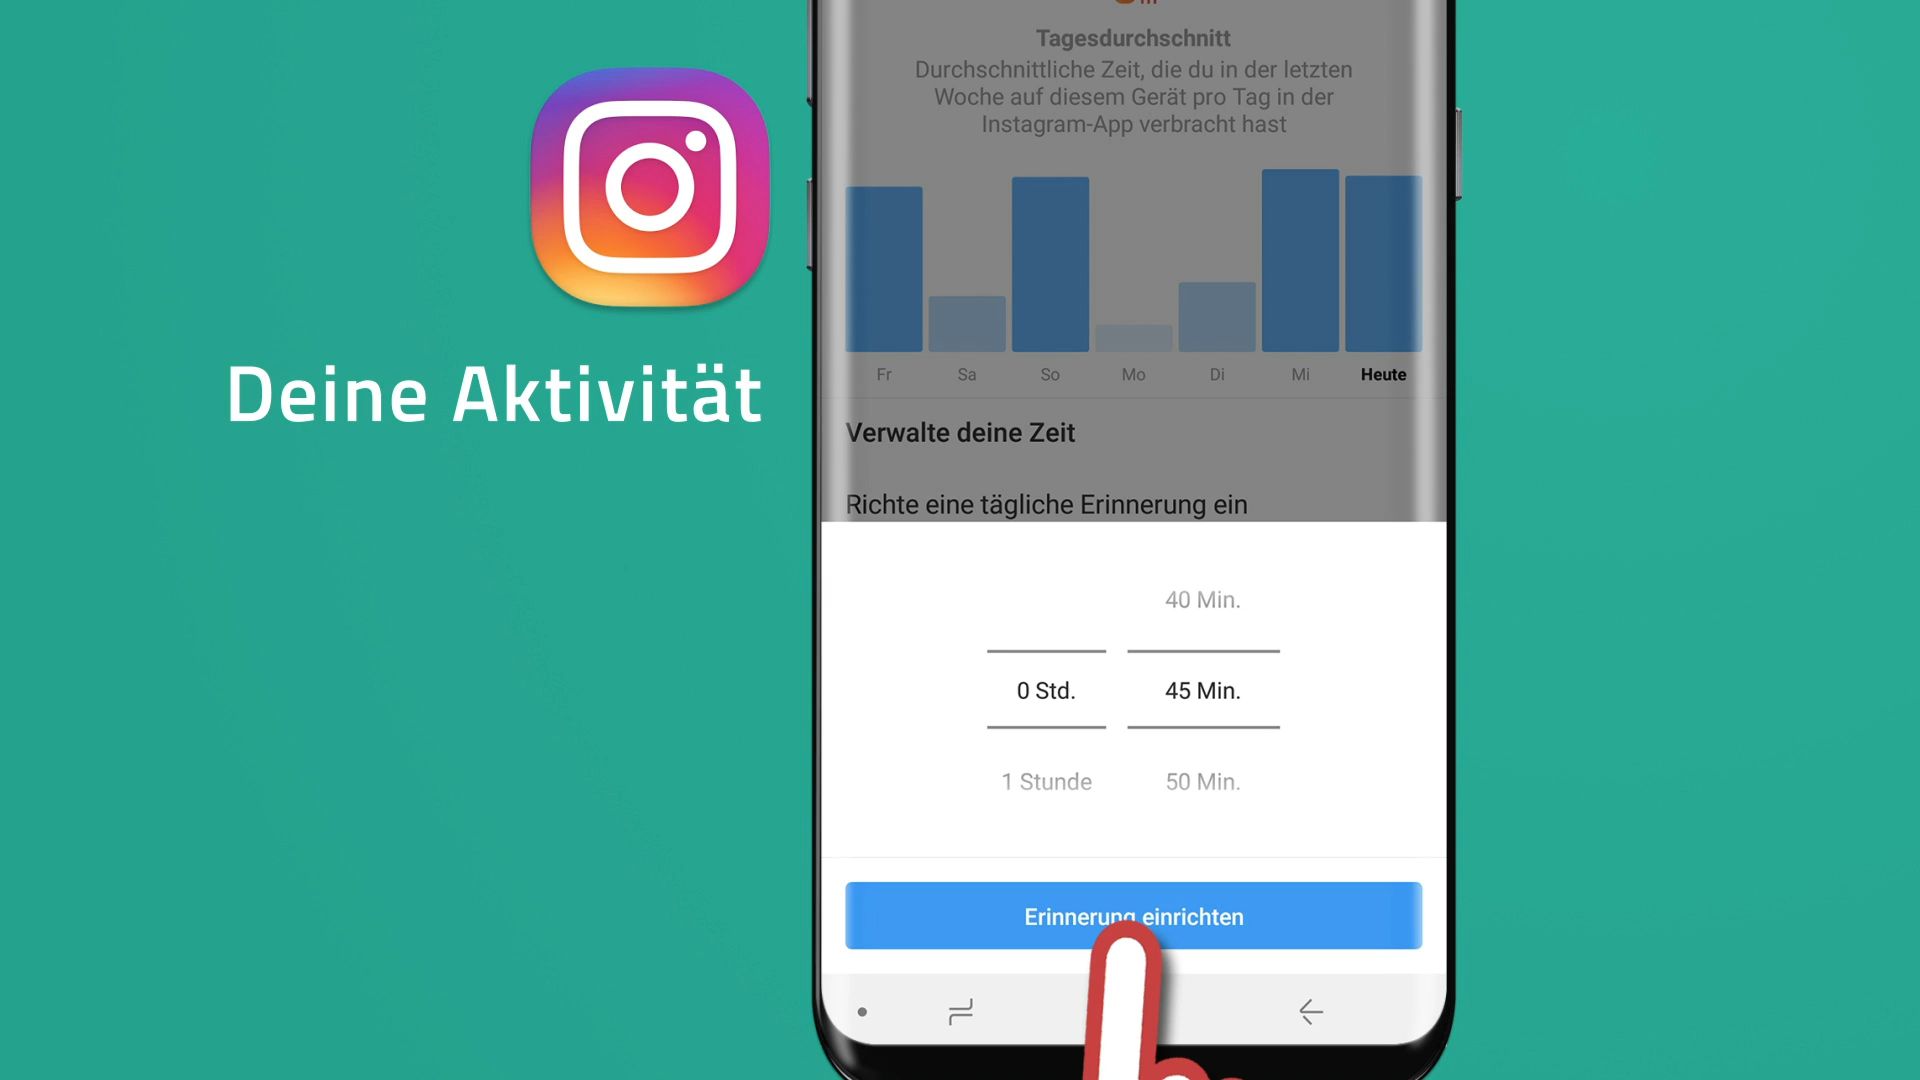 Deine Aktivität
Tagesdurchschnitt
Durchschnittliche Zeit, die du in der letzten
Woche auf diesem Gerät pro Tag in der
Instagram-App verbracht hast
Fr Sa So Mo Di Mi Heute
Verwalte deine Zeit
Richte eine tägliche Erinnerung ein
40 Min.
0 Std. 45 Min.
1 Stunde 50 Min.
Erinnerung einrichten